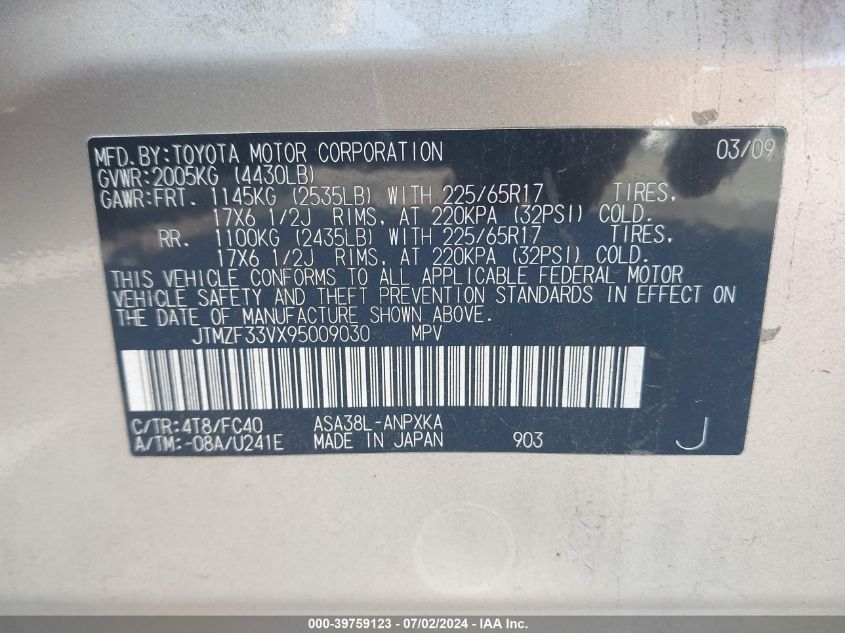 MFD.BY:TOYOTA MOTOR CORPORATION 03/09
GVWR:2005KG (4430LB)
GAWR:FRT. 1145KG (2535LB) WITH 225/65R17 TIRES,
17X6 1/2J RIMS, AT 220KPA (32PSI) COLD.
RR. 1100KG (2435LB) WITH 225/65R17 TIRES,
17X6 1/2J RIMS, AT 220KPA (32PSI) COLD.
THIS VEHICLE CONFORMS TO ALL APPLICABLE FEDERAL MOTOR
VEHICLE SAFETY AND THEFT PREVENTION STANDARDS IN EFFECT ON
THE DATE OF MANUFACTURE SHOWN ABOVE.
JTMZF33VX95009030 MPV
C/TR:4T8/FC40 ASA38L-ANPXKA
A/TM:-08A/U241E MADE IN JAPAN 903 J
000-39759123 - 07/02/2024 - IAAI.com